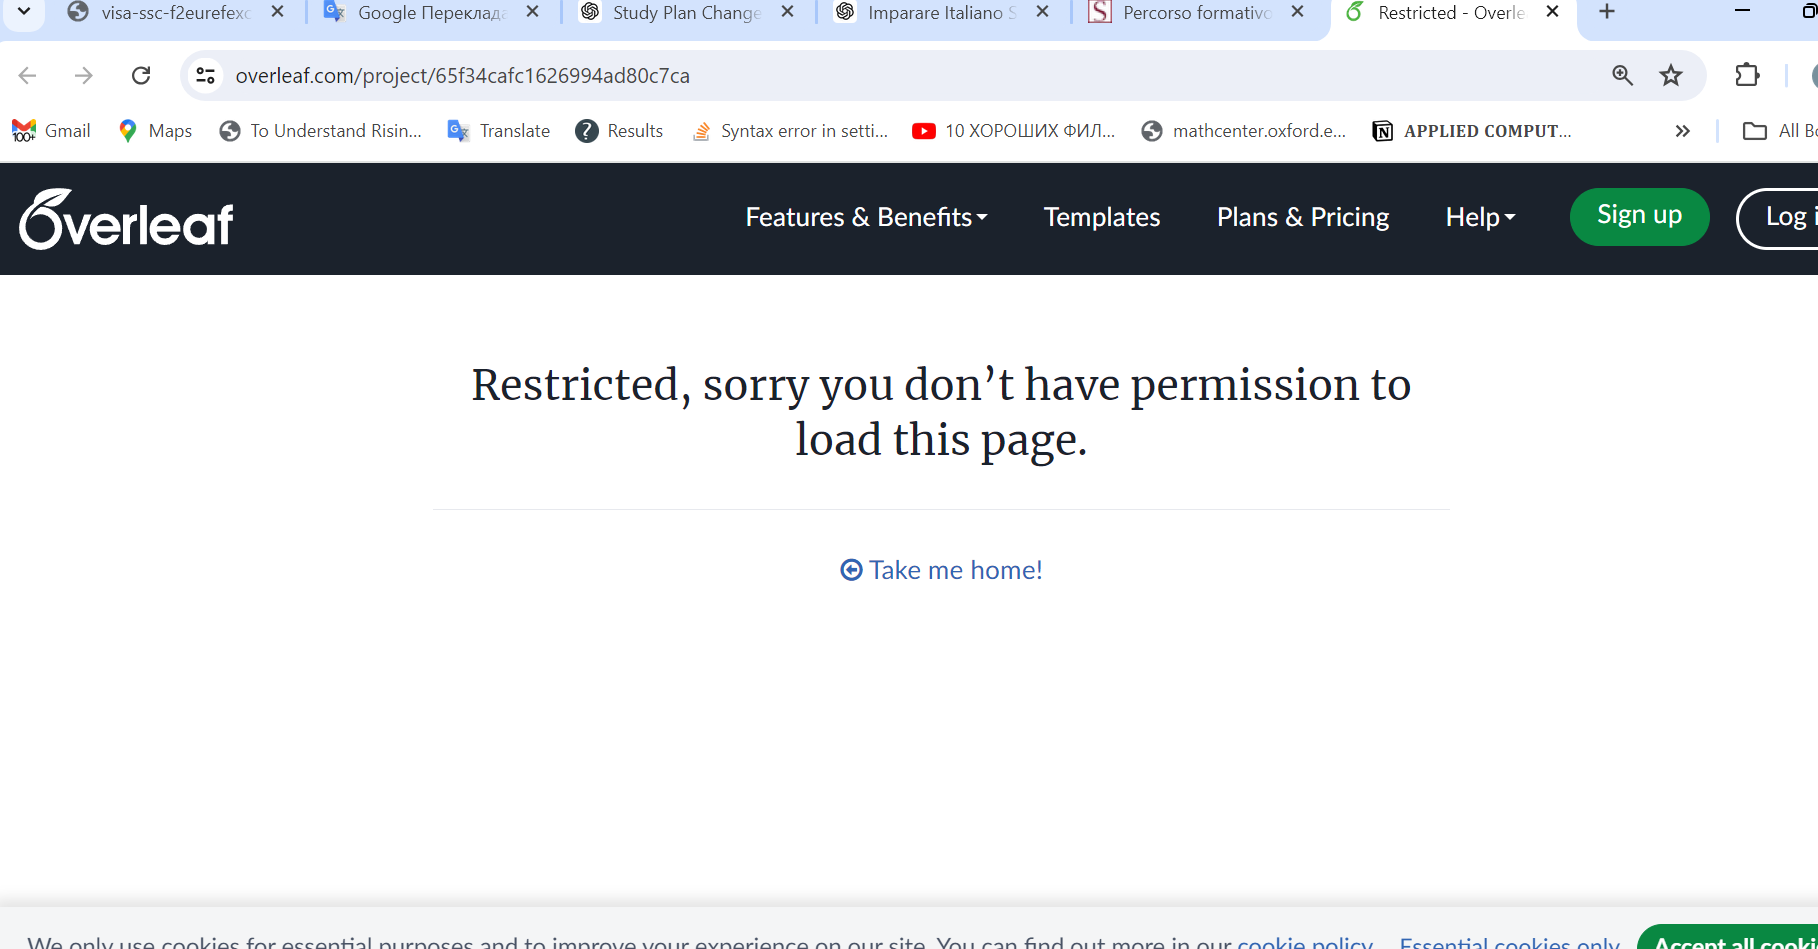 visa-ssc-f2eurefexc
Google Переклада
Study Plan Change
Imparare Italiano S
Percorso formativo
Restricted - Overle
overleaf.com/project/65f34cafc1626994ad80c7ca
100+ Gmail
Maps
To Understand Risin...
Translate
Results
Syntax error in setti...
10 ХОРОШИХ ФИЛ...
mathcenter.oxford.e...
APPLIED COMPUT...
All Bo
Overleaf
Features & Benefits
Templates
Plans & Pricing
Help
Sign up
Log i
Restricted, sorry you don’t have permission to
load this page.
Take me home!
We only use cookies for essential purposes and to improve your experience on our site. You can find out more in our cookie policy.
Essential cookies only
Accept all cooki